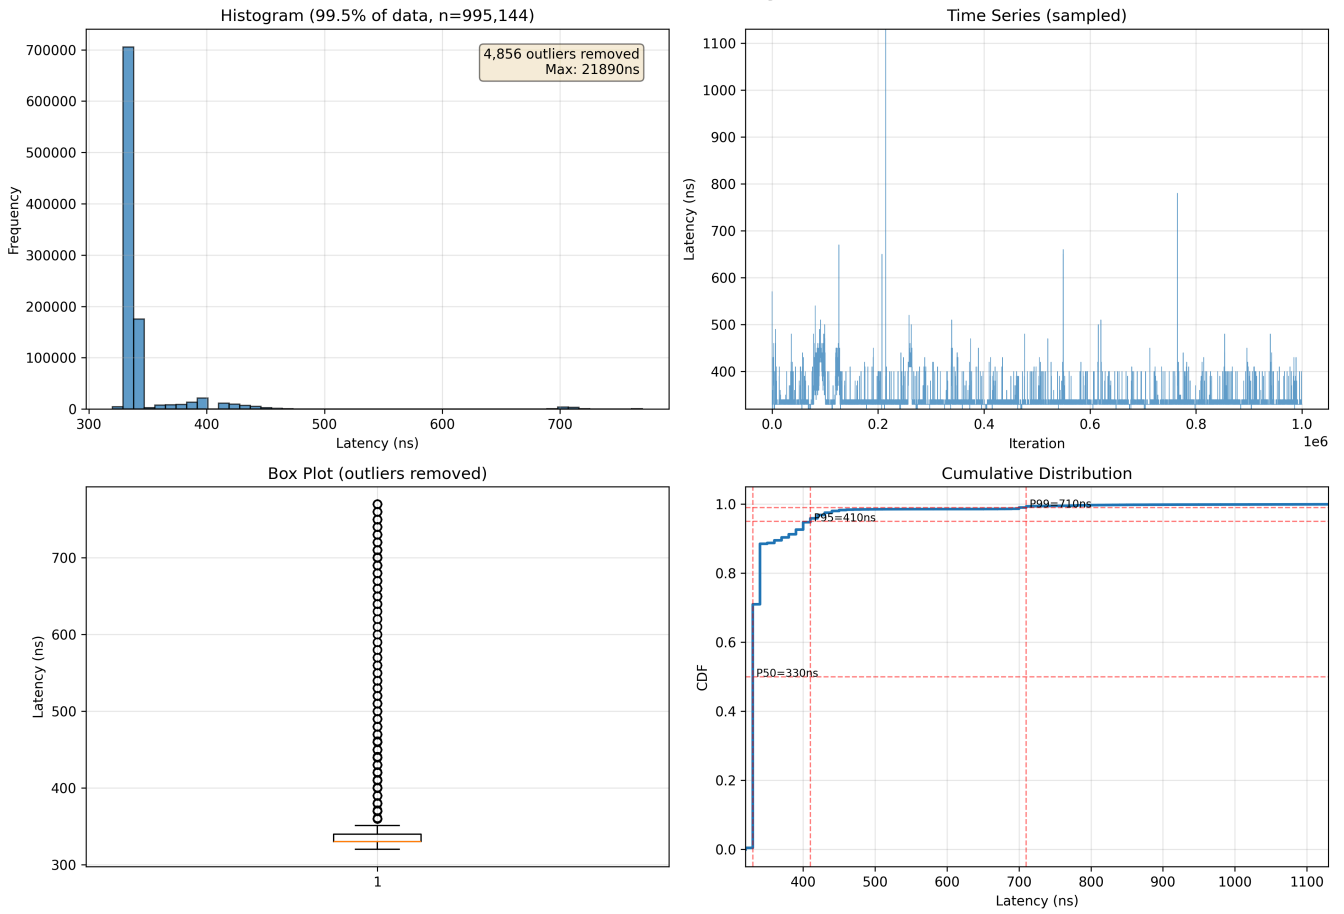 Histogram (99.5% of data, n=995,144)
700000
600000
500000
400000
300000
200000
100000
0
Frequency
4,856 outliers removed
Max: 21890ns
300
400
500
600
700
Latency (ns)
Time Series (sampled)
1100
1000
900
800
700
600
500
400
Latency (ns)
0.0
0.2
0.4
0.6
0.8
1.0
1e6
Iteration
Box Plot (outliers removed)
700
600
500
400
300
Latency (ns)
1
Cumulative Distribution
1.0
0.8
0.6
0.4
0.2
0.0
CDF
P99=710ns
P95=410ns
P50=330ns
400
500
600
700
800
900
1000
1100
Latency (ns)